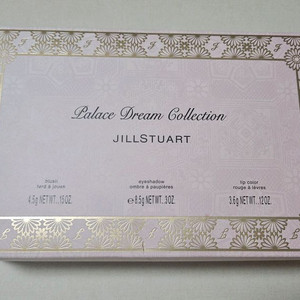 Palace Dream Collection
JILLSTUART
blush eyeshadow lip color
fard à joues ombre à paupières rouge à lèvres
4.5g NET WT. .15 OZ. ℮ 8.5g NET WT. .3 OZ. 3.6g NET WT. .12 OZ.